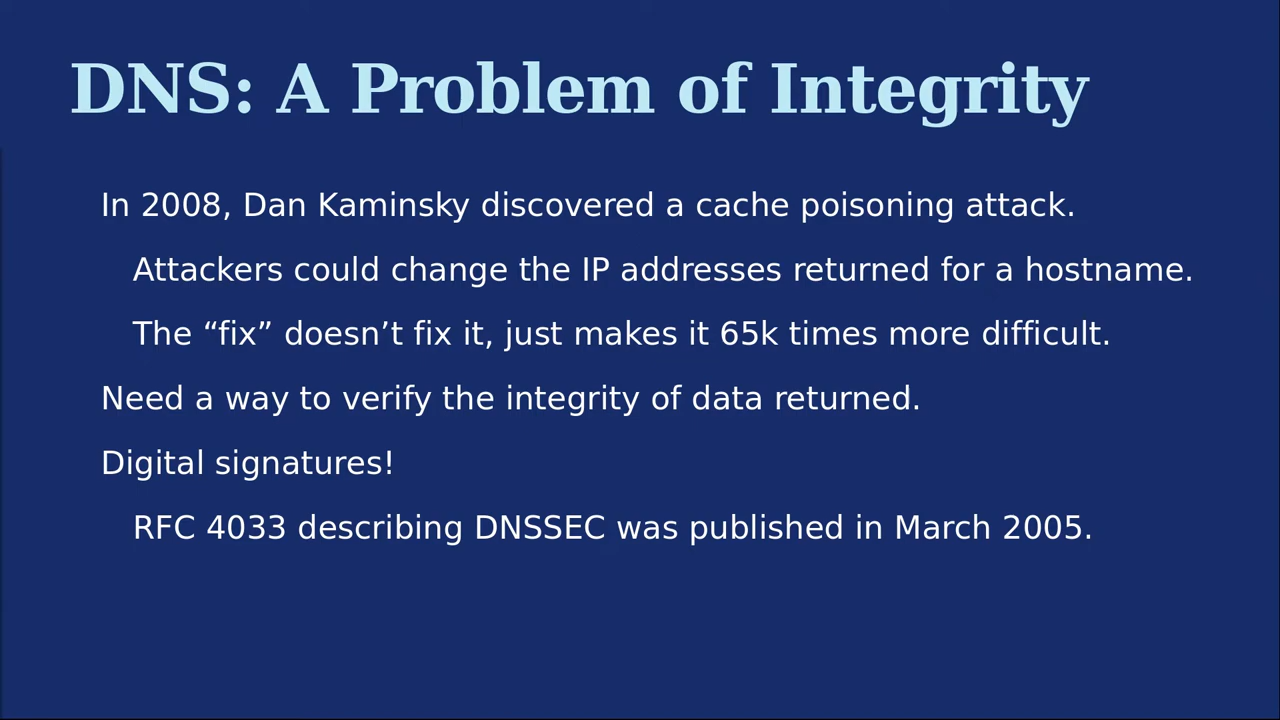 DNS: A Problem of Integrity
In 2008, Dan Kaminsky discovered a cache poisoning attack.
Attackers could change the IP addresses returned for a hostname.
The “fix” doesn’t fix it, just makes it 65k times more difficult.
Need a way to verify the integrity of data returned.
Digital signatures!
RFC 4033 describing DNSSEC was published in March 2005.